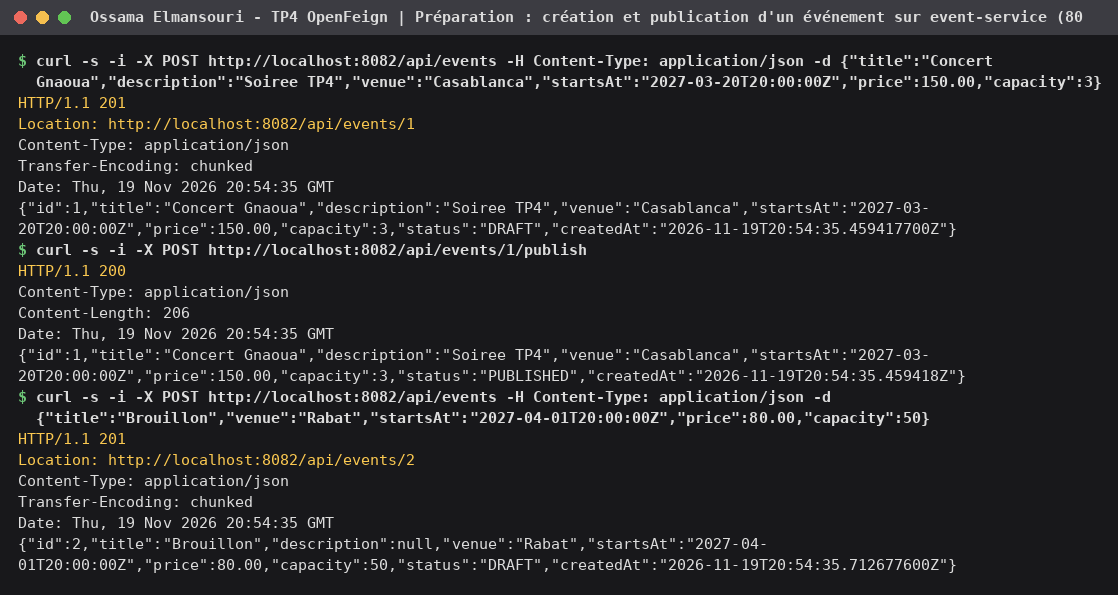 Ossama Elmansouri - TP4 OpenFeign | Préparation : création et publication d'un événement sur event-service (80
$ curl -s -i -X POST http://localhost:8082/api/events -H Content-Type: application/json -d {"title":"Concert
Gnaoua","description":"Soiree TP4","venue":"Casablanca","startsAt":"2027-03-20T20:00:00Z","price":150.00,"capacity":3}
HTTP/1.1 201
Location: http://localhost:8082/api/events/1
Content-Type: application/json
Transfer-Encoding: chunked
Date: Thu, 19 Nov 2026 20:54:35 GMT
{"id":1,"title":"Concert Gnaoua","description":"Soiree TP4","venue":"Casablanca","startsAt":"2027-03-
20T20:00:00Z","price":150.00,"capacity":3,"status":"DRAFT","createdAt":"2026-11-19T20:54:35.459417700Z"}
$ curl -s -i -X POST http://localhost:8082/api/events/1/publish
HTTP/1.1 200
Content-Type: application/json
Content-Length: 206
Date: Thu, 19 Nov 2026 20:54:35 GMT
{"id":1,"title":"Concert Gnaoua","description":"Soiree TP4","venue":"Casablanca","startsAt":"2027-03-
20T20:00:00Z","price":150.00,"capacity":3,"status":"PUBLISHED","createdAt":"2026-11-19T20:54:35.459418Z"}
$ curl -s -i -X POST http://localhost:8082/api/events -H Content-Type: application/json -d
{"title":"Brouillon","venue":"Rabat","startsAt":"2027-04-01T20:00:00Z","price":80.00,"capacity":50}
HTTP/1.1 201
Location: http://localhost:8082/api/events/2
Content-Type: application/json
Transfer-Encoding: chunked
Date: Thu, 19 Nov 2026 20:54:35 GMT
{"id":2,"title":"Brouillon","description":null,"venue":"Rabat","startsAt":"2027-04-
01T20:00:00Z","price":80.00,"capacity":50,"status":"DRAFT","createdAt":"2026-11-19T20:54:35.712677600Z"}